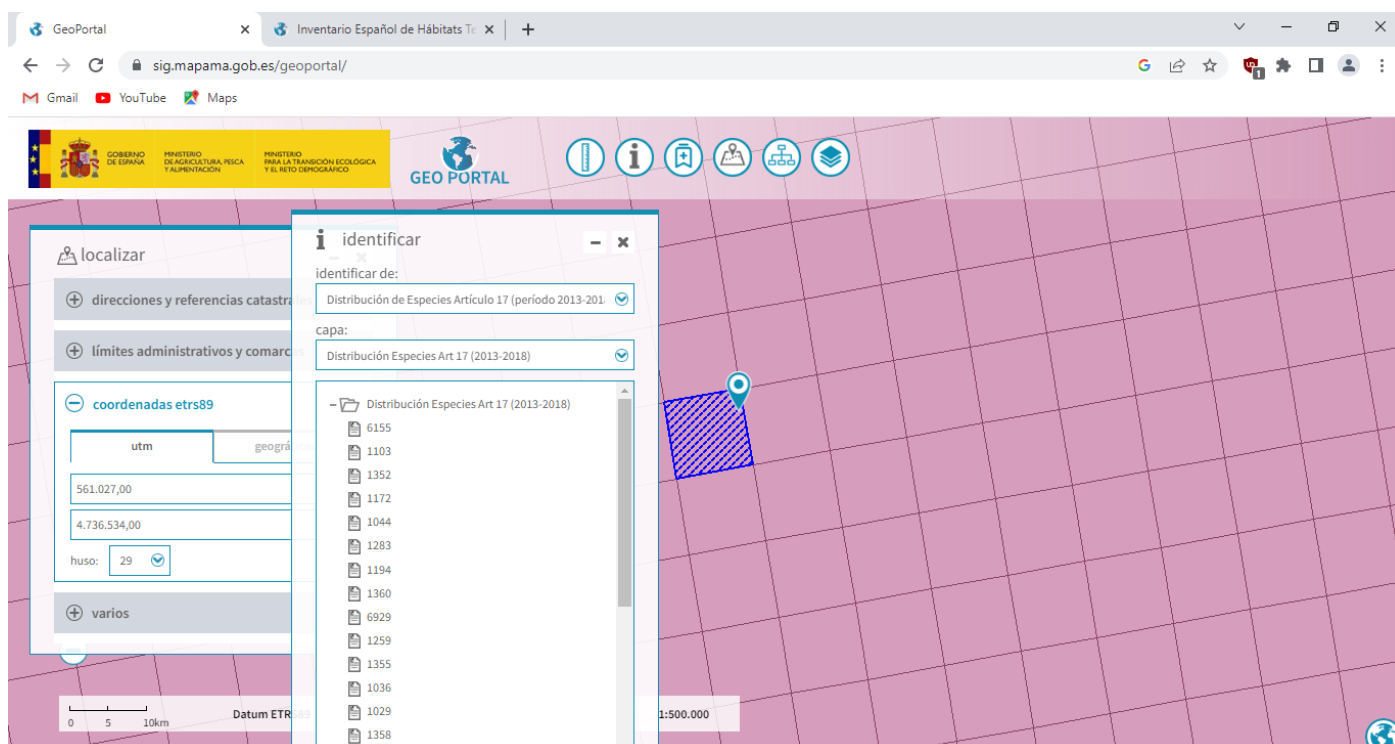 GeoPortal
Inventario Español de Hábitats Te
sig.mapama.gob.es/geoportal/
1
Gmail YouTube Maps
GOBIERNO DE ESPAÑA
MINISTERIO DE AGRICULTURA, PESCA Y ALIMENTACIÓN
MINISTERIO PARA LA TRANSICIÓN ECOLÓGICA Y EL RETO DEMOGRÁFICO
GEO PORTAL
localizar
direcciones y referencias catastrales
límites administrativos y comarcas
coordenadas etrs89
utm
geográ
561.027,00
4.736.534,00
huso: 29
varios
identificar
identificar de:
Distribución de Especies Artículo 17 (período 2013-201
capa:
Distribución Especies Art 17 (2013-2018)
Distribución Especies Art 17 (2013-2018)
6155
1103
1352
1172
1044
1283
1194
1360
6929
1259
1355
1036
1029
1358
0 5 10km
Datum ETRS89
1:500.000